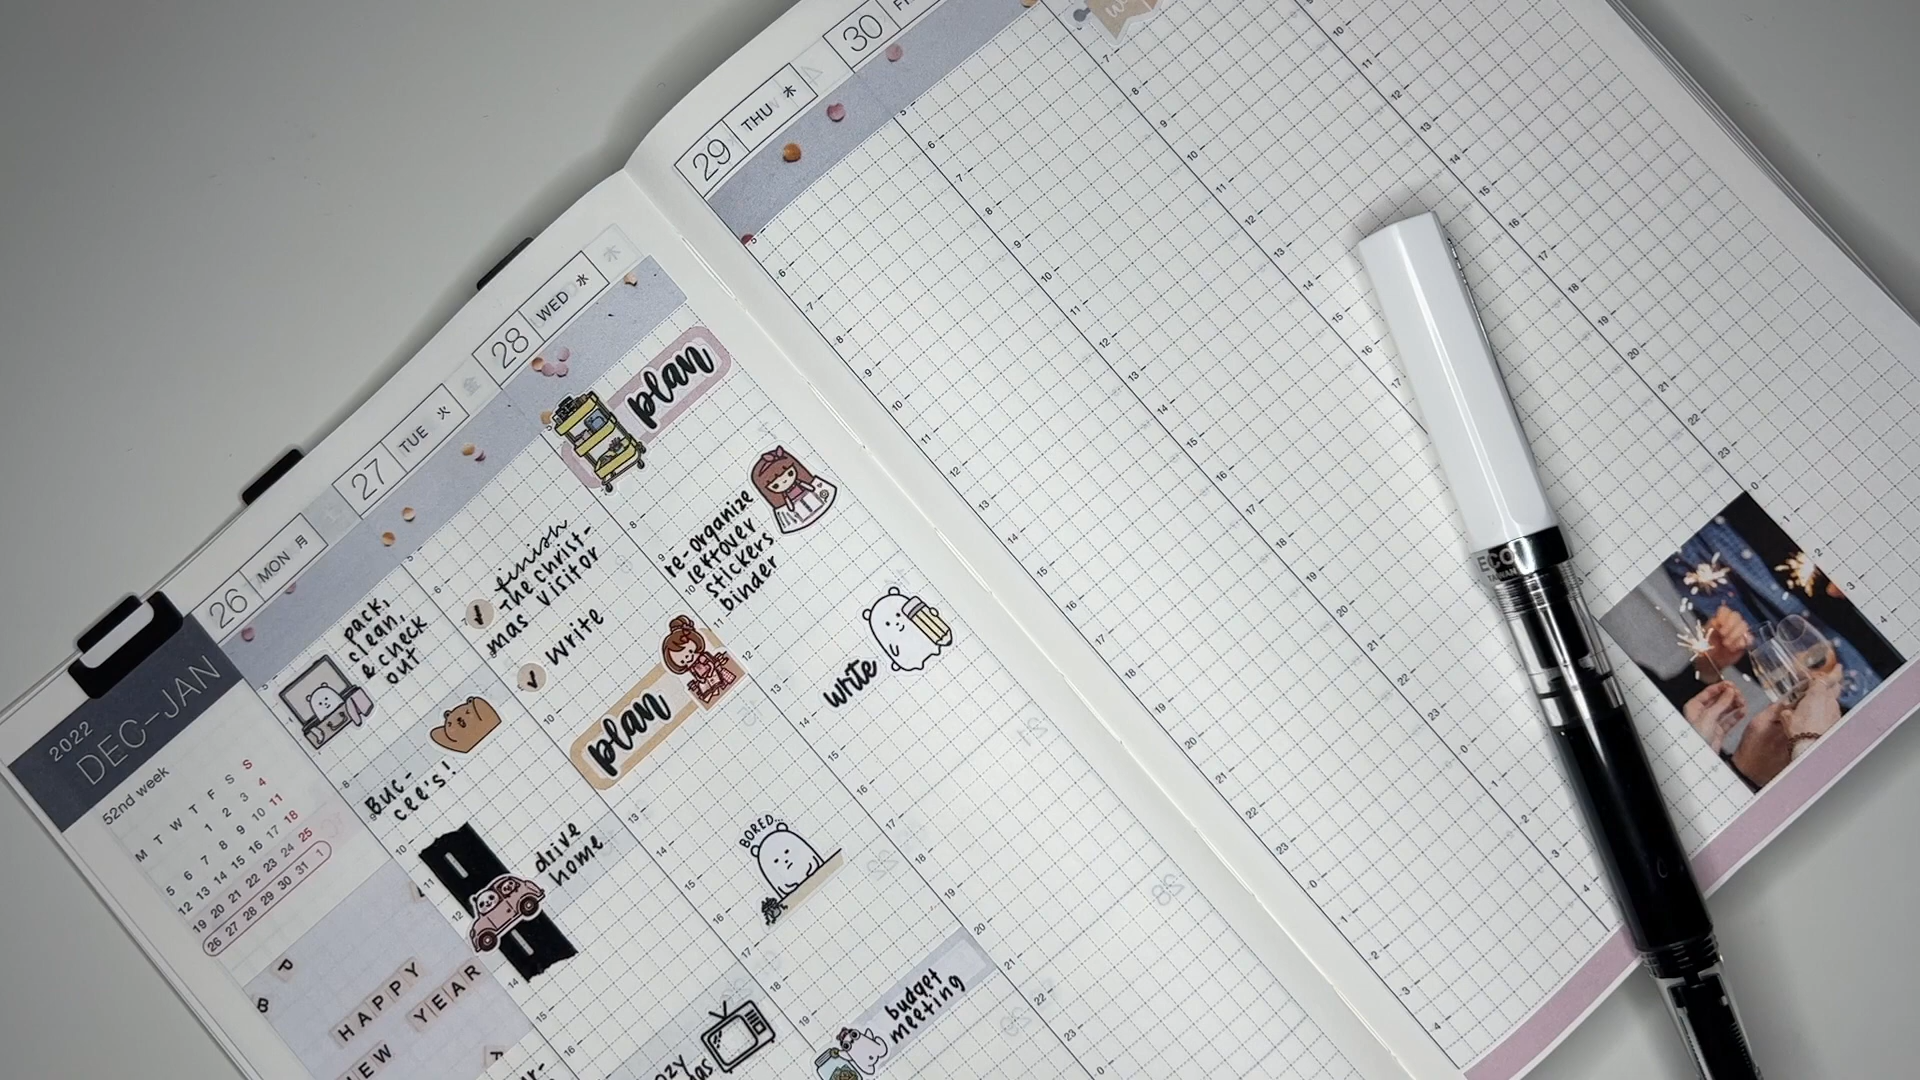 2022
DEC-JAN
52nd week
M T W T F S S
1 2 3 4
5 6 7 8 9 10 11
12 13 14 15 16 17 18
19 20 21 22 23 24 25
26 27 28 29 30 31 1
HAPPY
YEAR
26 MON 月
pack,
clean,
& check
out
BUC-
cee's!
drive
home
27 TUE 火
finish
the christ-
mas visitor
write
plan
BORED...
28 WED 水
plan
re-organize
leftover
stickers
binder
write
budget
meeting
29 THU 木
30
ECO